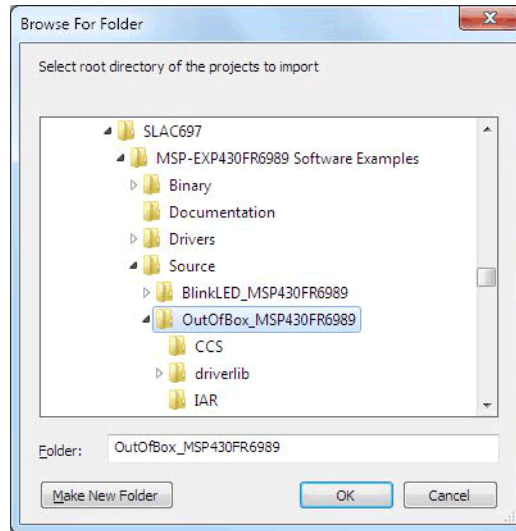 Browse For Folder
Select root directory of the projects to import
SLAC697
MSP-EXP430FR6989 Software Examples
Binary
Documentation
Drivers
Source
BlinkLED_MSP430FR6989
OutOfBox_MSP430FR6989
CCS
driverlib
IAR
Folder: OutOfBox_MSP430FR6989
Make New Folder OK Cancel